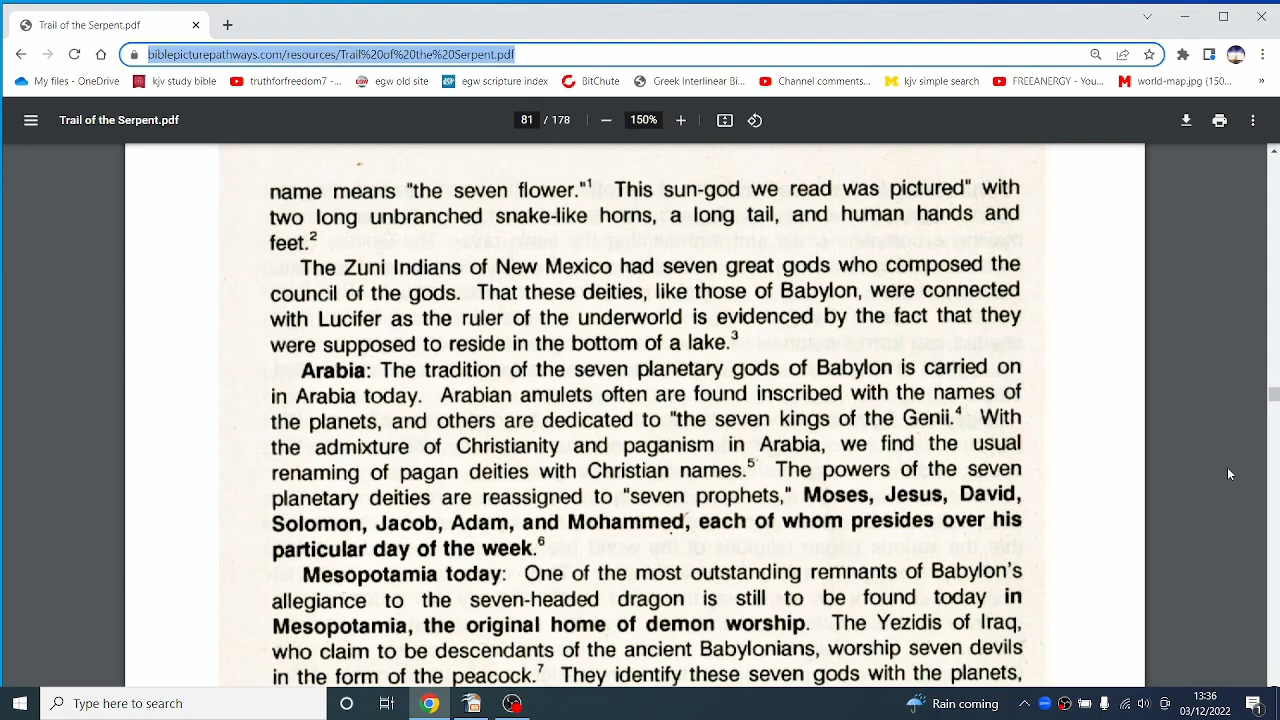 Trail of the Serpent.pdf
biblepicturepathways.com/resources/Trail%20of%20the%20Serpent.pdf
My files - OneDrive
kjv study bible
truthforfreedom7 -...
egw old site
egw scripture index
BitChute
Greek Interlinear Bi...
Channel comments...
kjv simple search
FREEANERGY - You...
world-map.jpg (150...
Trail of the Serpent.pdf
81 / 178
150%
name means "the seven flower."1 This sun-god we read was pictured" with
two long unbranched snake-like horns, a long tail, and human hands and
feet.2
The Zuni Indians of New Mexico had seven great gods who composed the
council of the gods. That these deities, like those of Babylon, were connected
with Lucifer as the ruler of the underworld is evidenced by the fact that they
were supposed to reside in the bottom of a lake.3
Arabia: The tradition of the seven planetary gods of Babylon is carried on
in Arabia today. Arabian amulets often are found inscribed with the names of
the planets, and others are dedicated to "the seven kings of the Genii.4 With
the admixture of Christianity and paganism in Arabia, we find the usual
renaming of pagan deities with Christian names.5 The powers of the seven
planetary deities are reassigned to "seven prophets," Moses, Jesus, David,
Solomon, Jacob, Adam, and Mohammed, each of whom presides over his
particular day of the week.6
Mesopotamia today: One of the most outstanding remnants of Babylon's
allegiance to the seven-headed dragon is still to be found today in
Mesopotamia, the original home of demon worship. The Yezidis of Iraq,
who claim to be descendants of the ancient Babylonians, worship seven devils
in the form of the peacock.7 They identify these seven gods with the planets,
Type here to search
Rain coming
13:36
03/12/2022